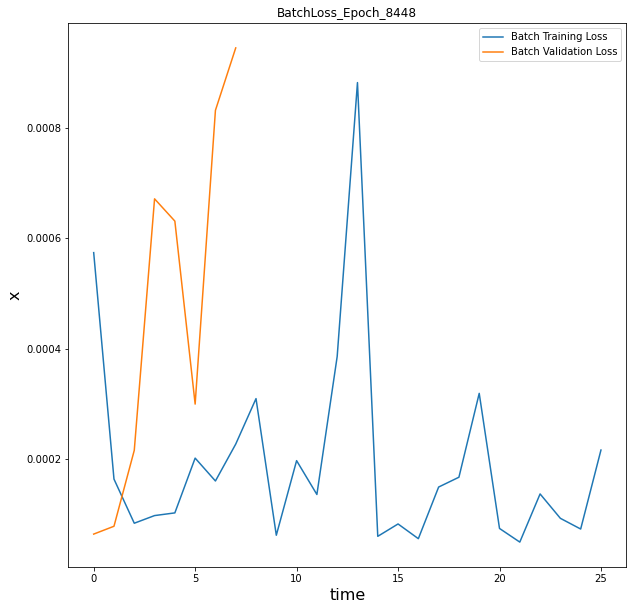 BatchLoss_Epoch_8448
Batch Training Loss
Batch Validation Loss
0.0008
0.0006
0.0004
0.0002
x
0 5 10 15 20 25
time